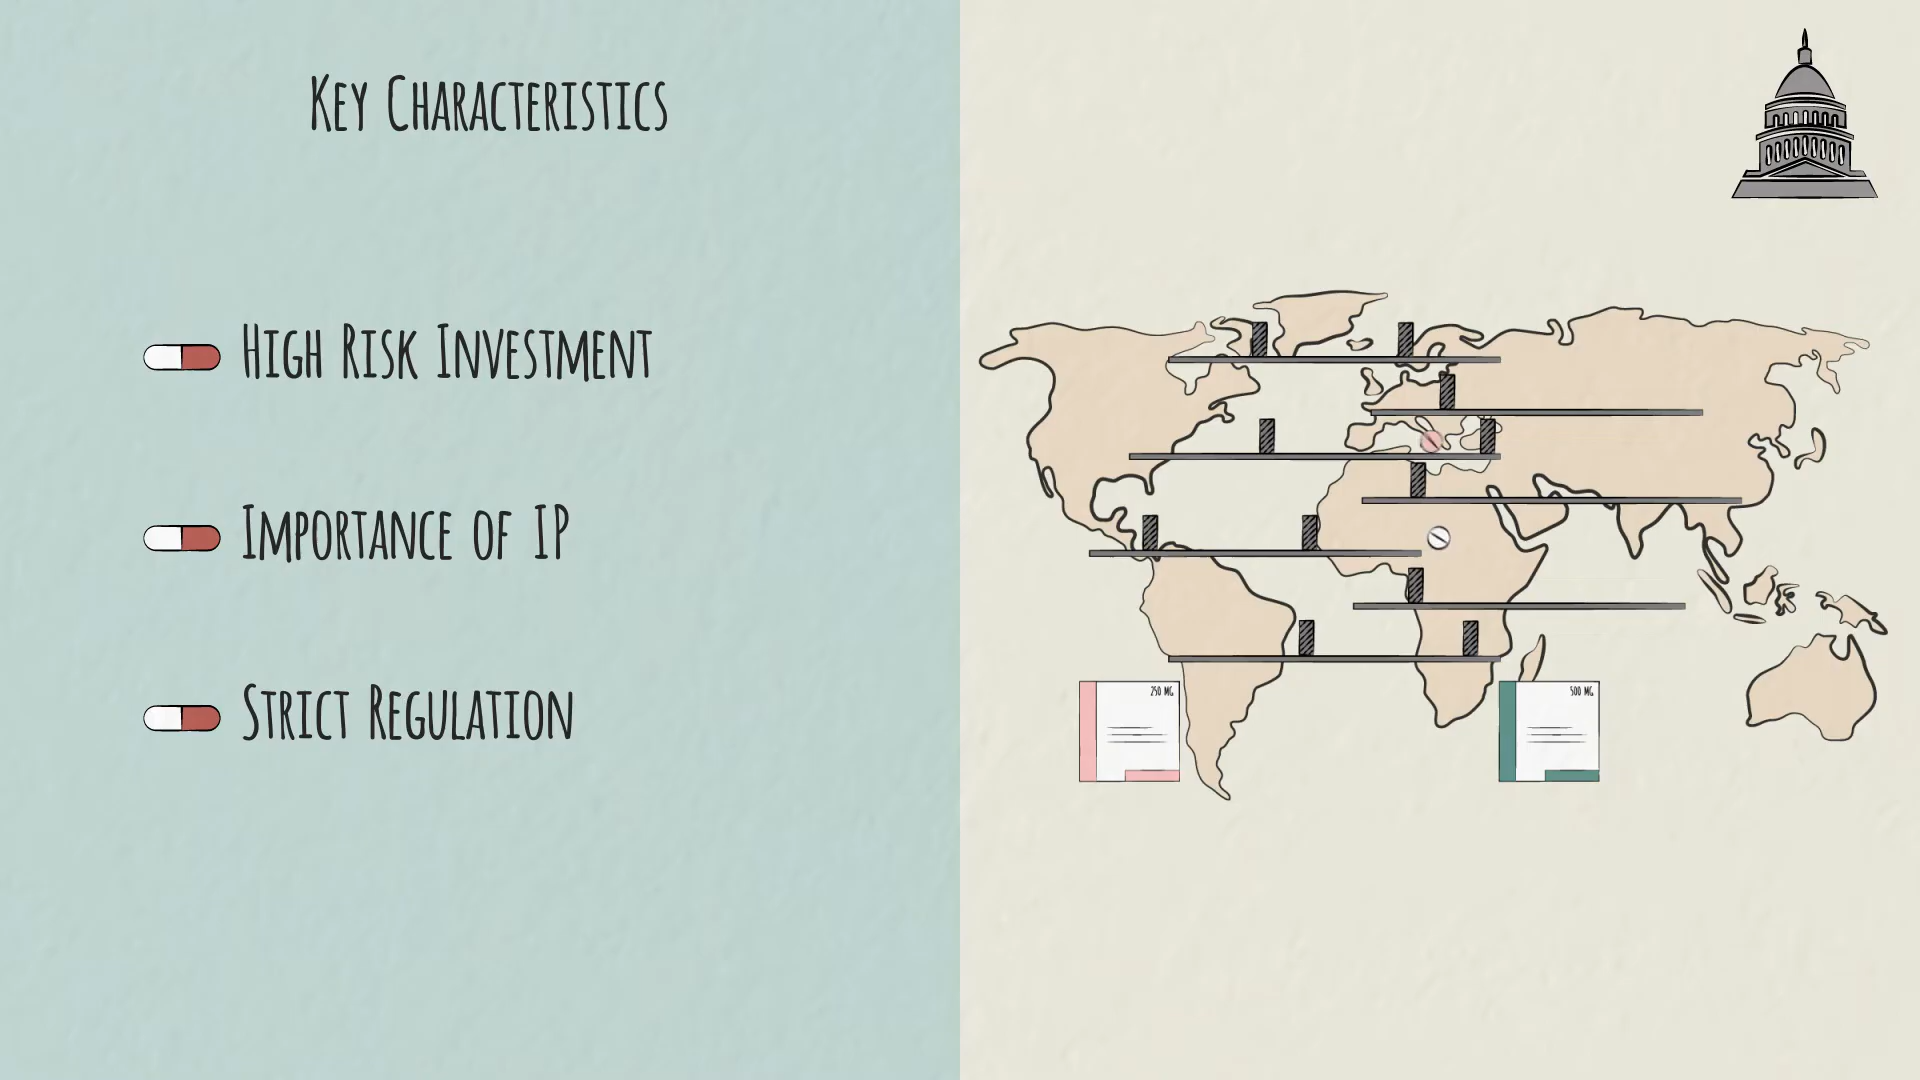 Key Characteristics
High Risk Investment
Importance of IP
Strict Regulation
250 MG
500 MG